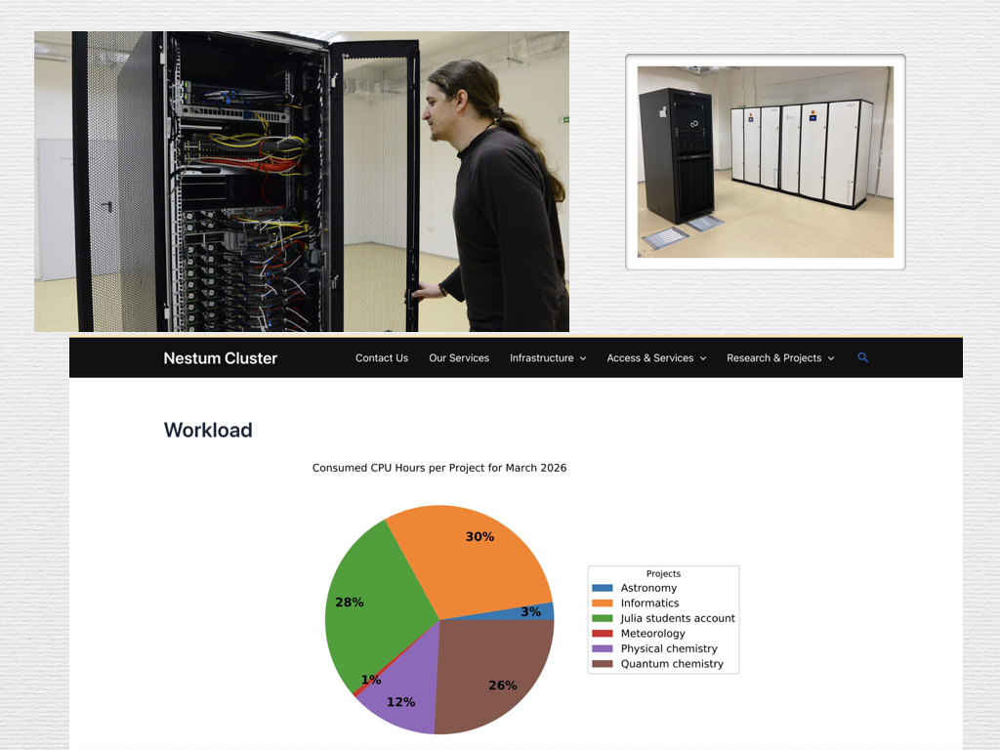 Nestum Cluster
Contact Us
Our Services
Infrastructure
Access & Services
Research & Projects
Workload
Consumed CPU Hours per Project for March 2026
30%
3%
28%
1%
12%
26%
Projects
Astronomy
Informatics
Julia students account
Meteorology
Physical chemistry
Quantum chemistry